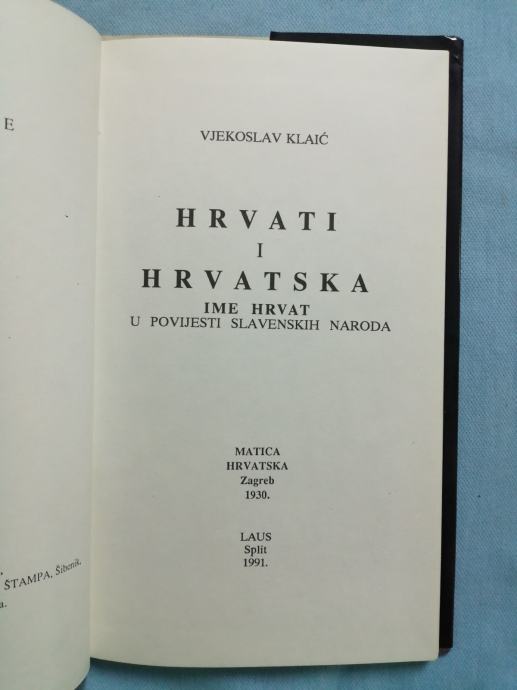 E
ŠTAMPA, Šibenik,
a.
VJEKOSLAV KLAIĆ
HRVATI
I
HRVATSKA
IME HRVAT
U POVIJESTI SLAVENSKIH NARODA
MATICA
HRVATSKA
Zagreb
1930.
LAUS
Split
1991.